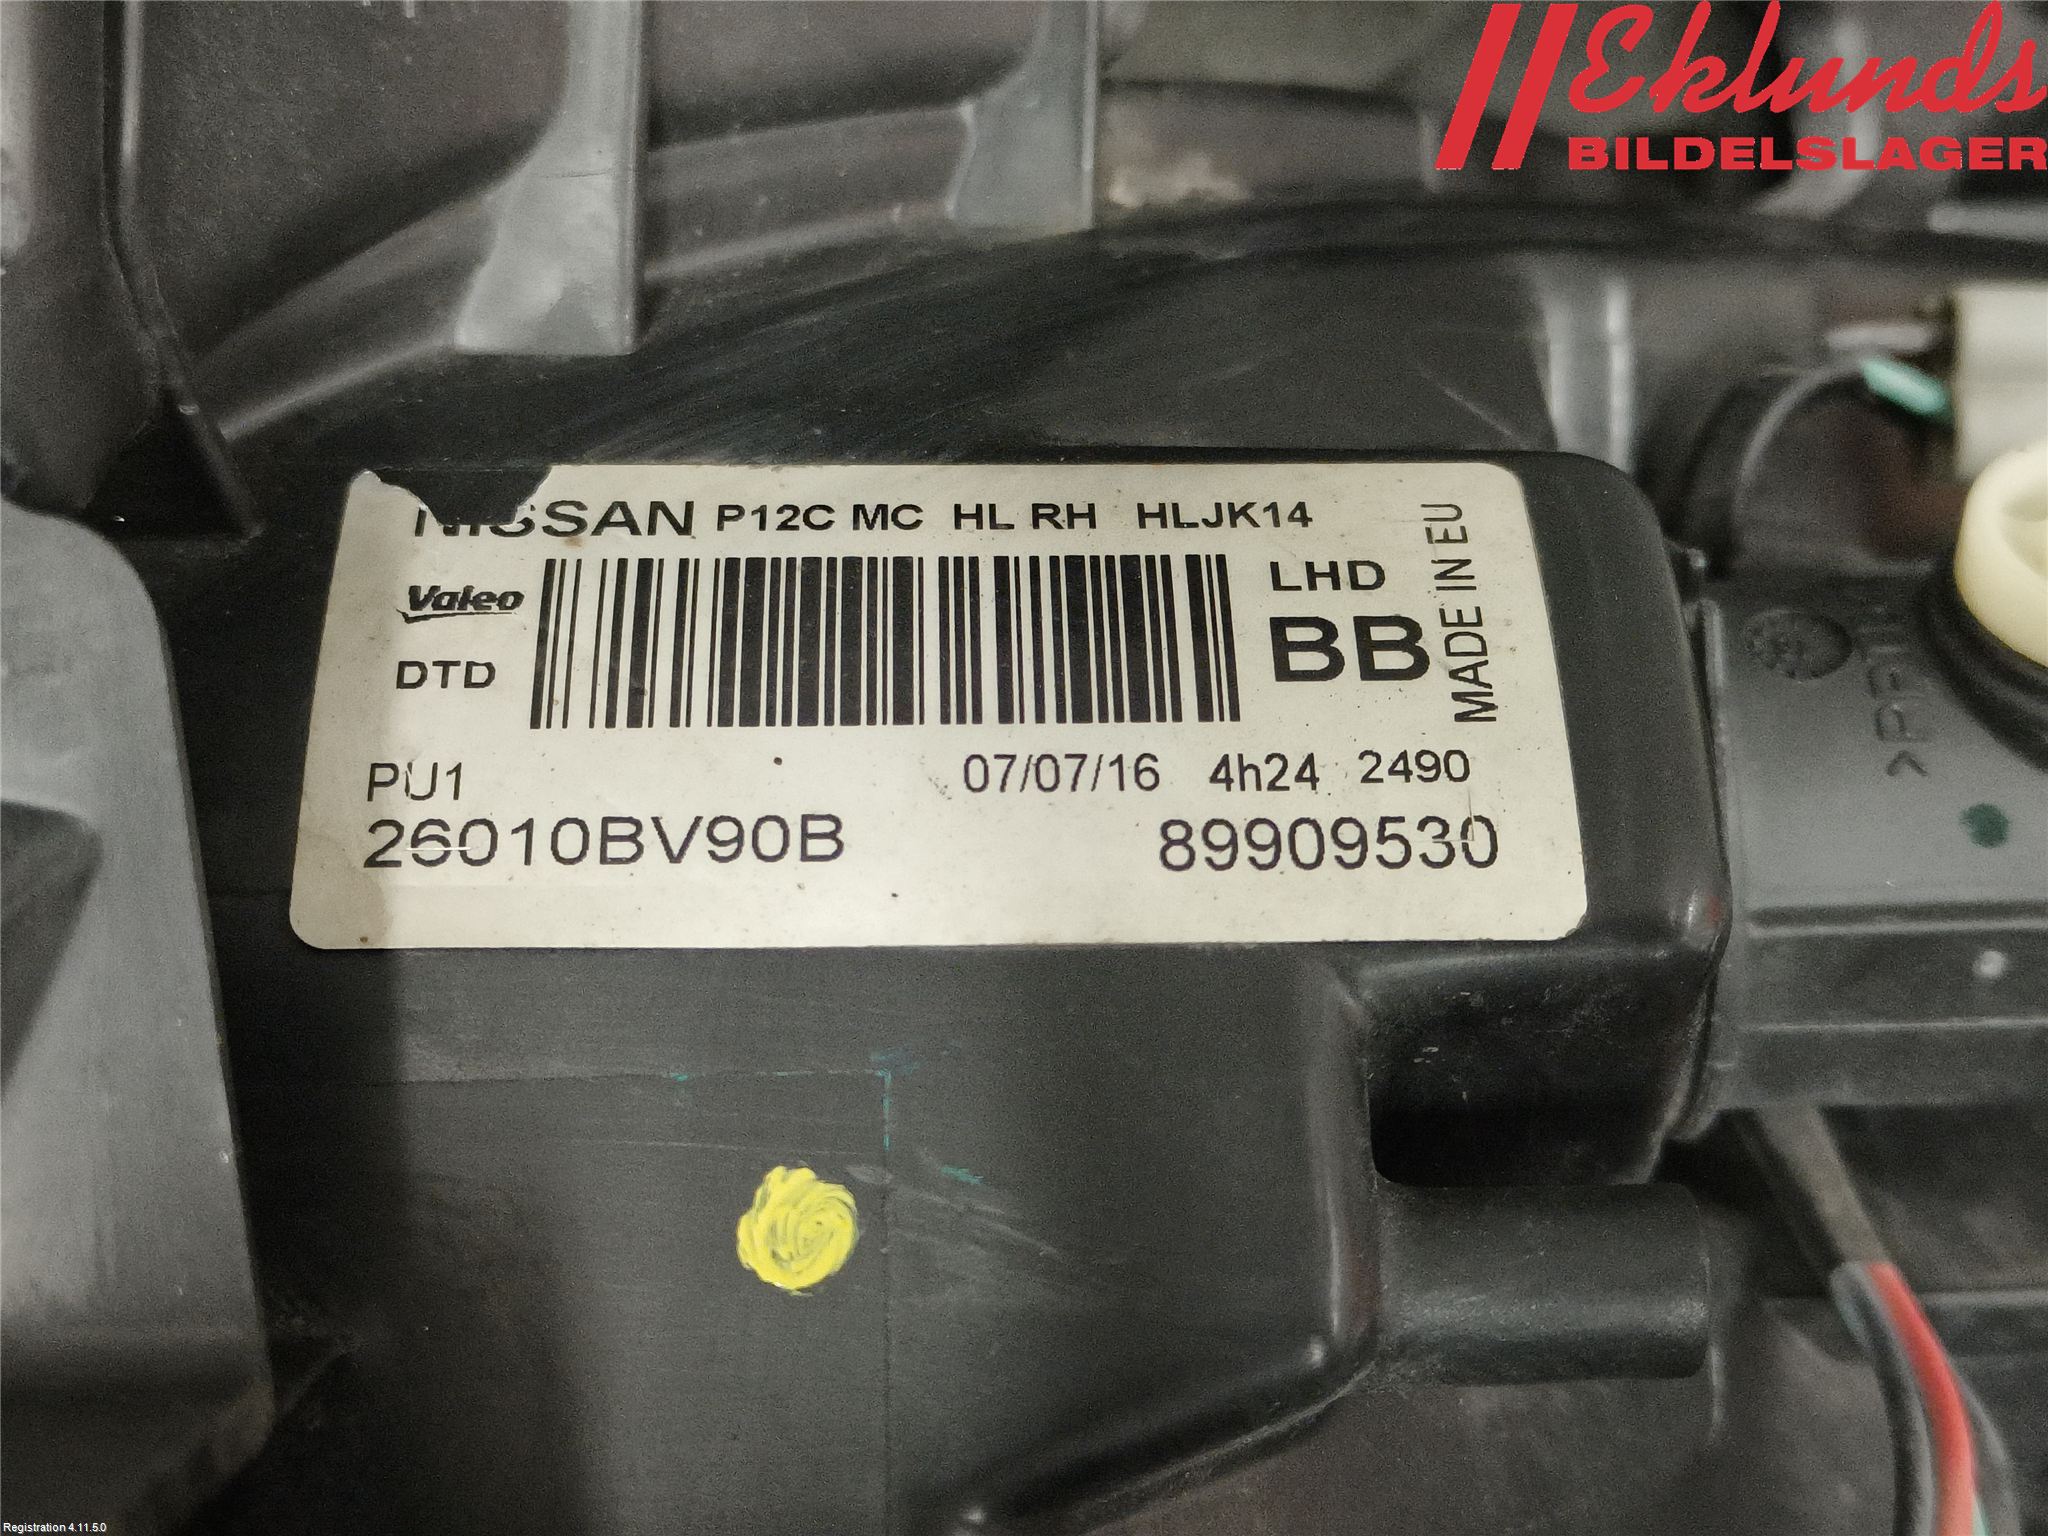 Eklunds
BILDELSLAGER
NISSAN P12C MC HL RH HLJK14
Valeo
LHD
BB
MADE IN EU
DTD
PU1
07/07/16 4h24 2490
26010BV90B
89909530
Registration 4.11.5.0